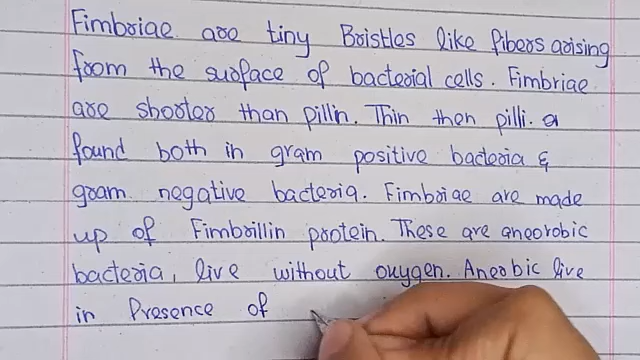 Fimbriae are tiny Bristles like fibers arising
from the surface of bacterial cells. Fimbriae
are shorter than pillin. Thin then pilli. a
found both in gram positive bacteria &
gram negative bacteria. Fimbriae are made
up of Fimbrillin protein. These are aneorobic
bacteria, live without oxygen. Aneobic live
in Presence of